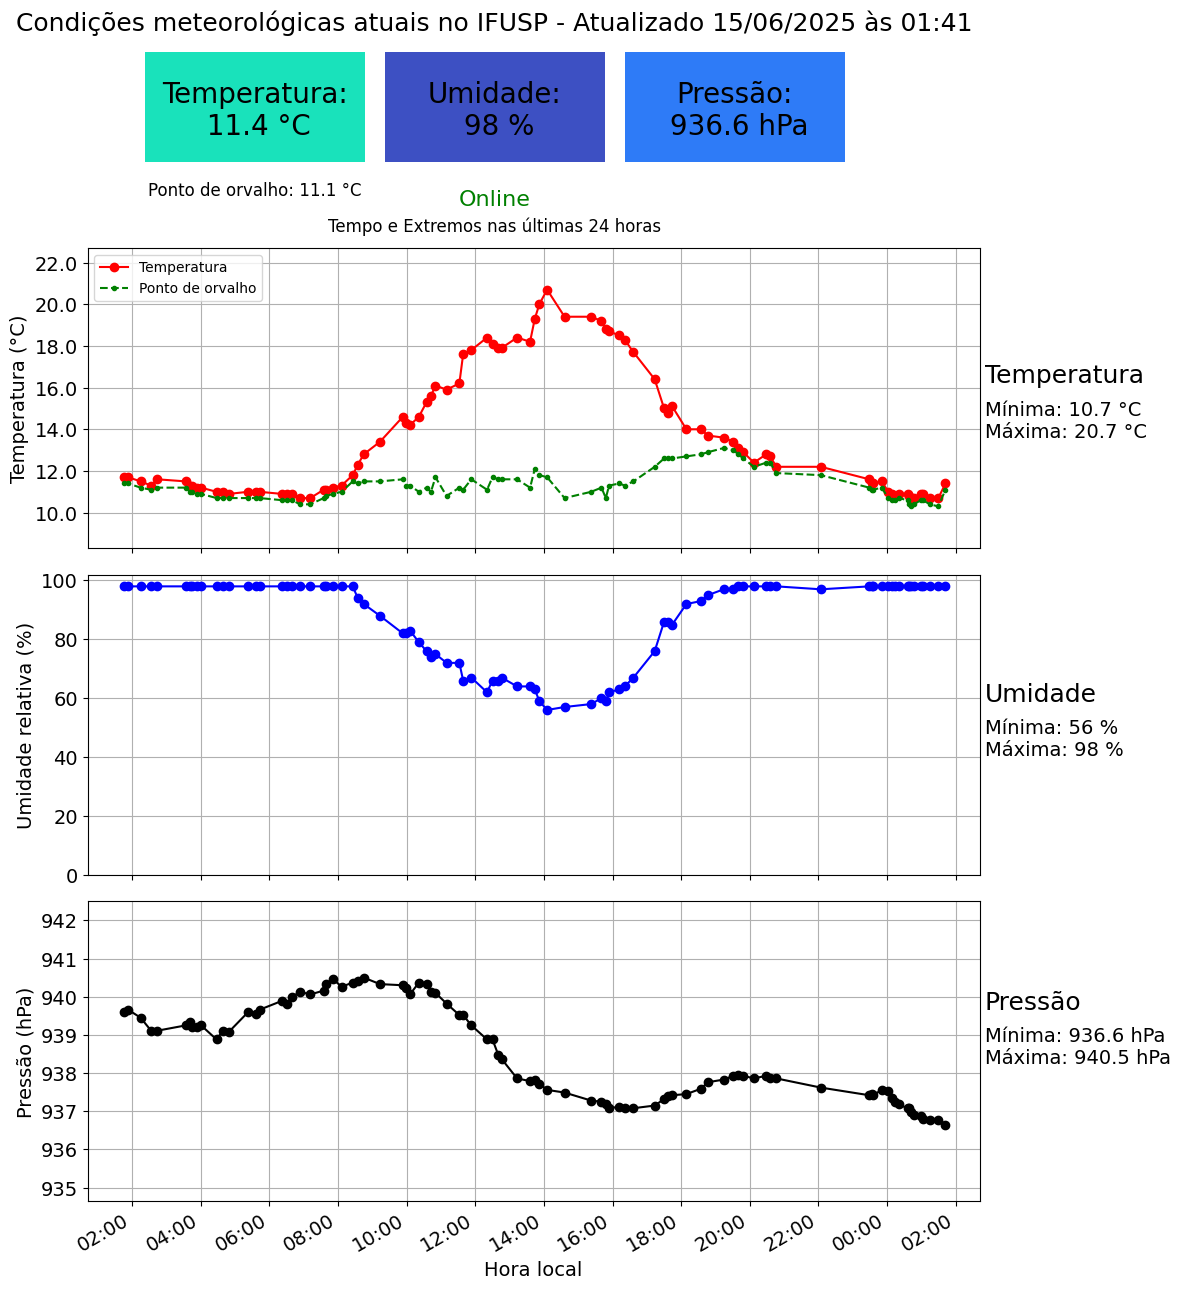 Condições meteorológicas atuais no IFUSP - Atualizado 15/06/2025 às 01:41
Temperatura:
11.4 °C
Umidade:
98 %
Pressão:
936.6 hPa
Ponto de orvalho: 11.1 °C
Online
Tempo e Extremos nas últimas 24 horas
Temperatura (°C)
22.0
20.0
18.0
16.0
14.0
12.0
10.0
Temperatura
Ponto de orvalho
Temperatura
Mínima: 10.7 °C
Máxima: 20.7 °C
Umidade relativa (%)
100
80
60
40
20
0
Umidade
Mínima: 56 %
Máxima: 98 %
Pressão (hPa)
942
941
940
939
938
937
936
935
Pressão
Mínima: 936.6 hPa
Máxima: 940.5 hPa
02:00 04:00 06:00 08:00 10:00 12:00 14:00 16:00 18:00 20:00 22:00 00:00 02:00
Hora local